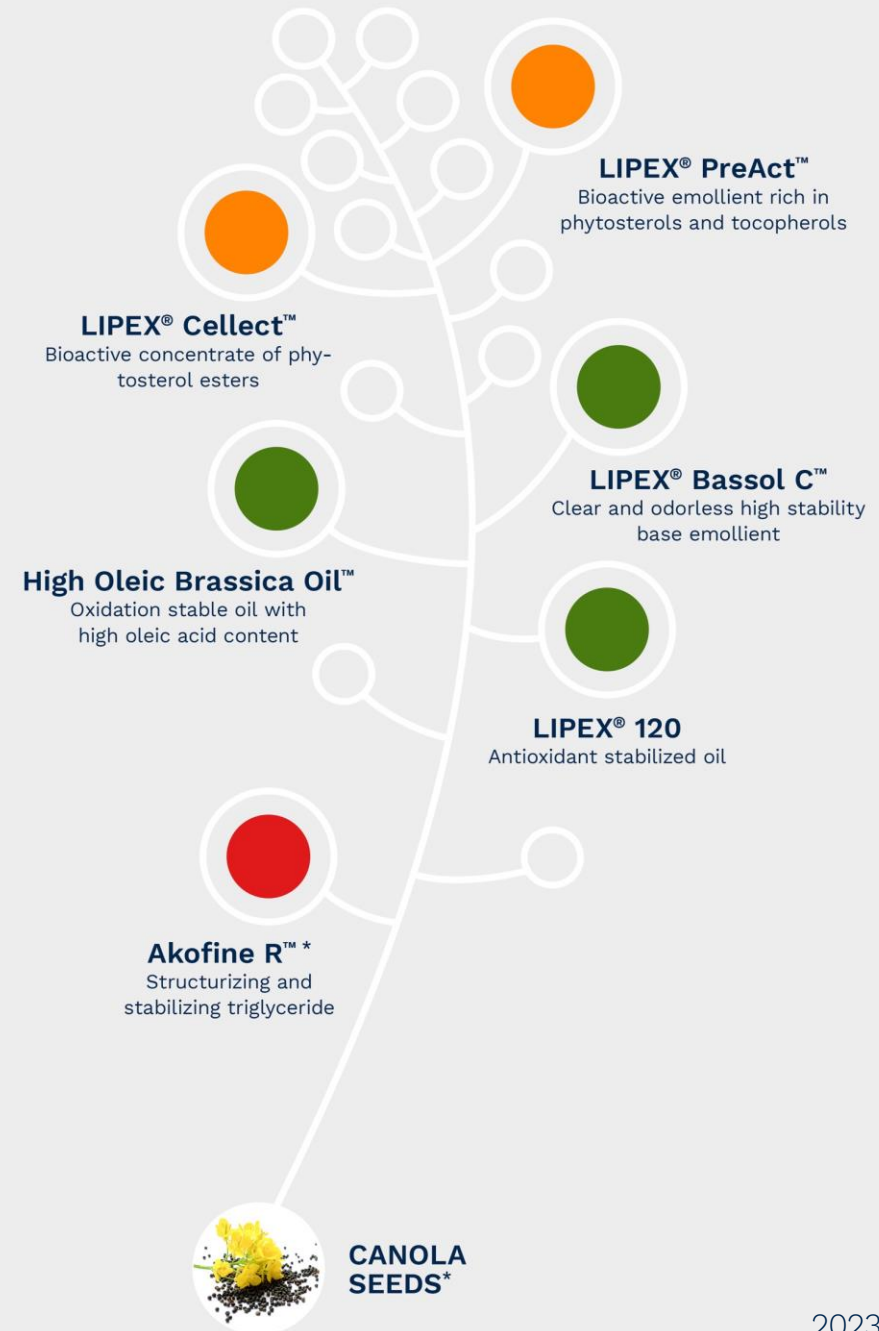 LIPEX® PreAct™
Bioactive emollient rich in
phytosterols and tocopherols
LIPEX® Cellect™
Bioactive concentrate of phy-
tosterol esters
LIPEX® Bassol C™
Clear and odorless high stability
base emollient
High Oleic Brassica Oil™
Oxidation stable oil with
high oleic acid content
LIPEX® 120
Antioxidant stabilized oil
Akofine R™ *
Structurizing and
stabilizing triglyceride
CANOLA
SEEDS*
2023